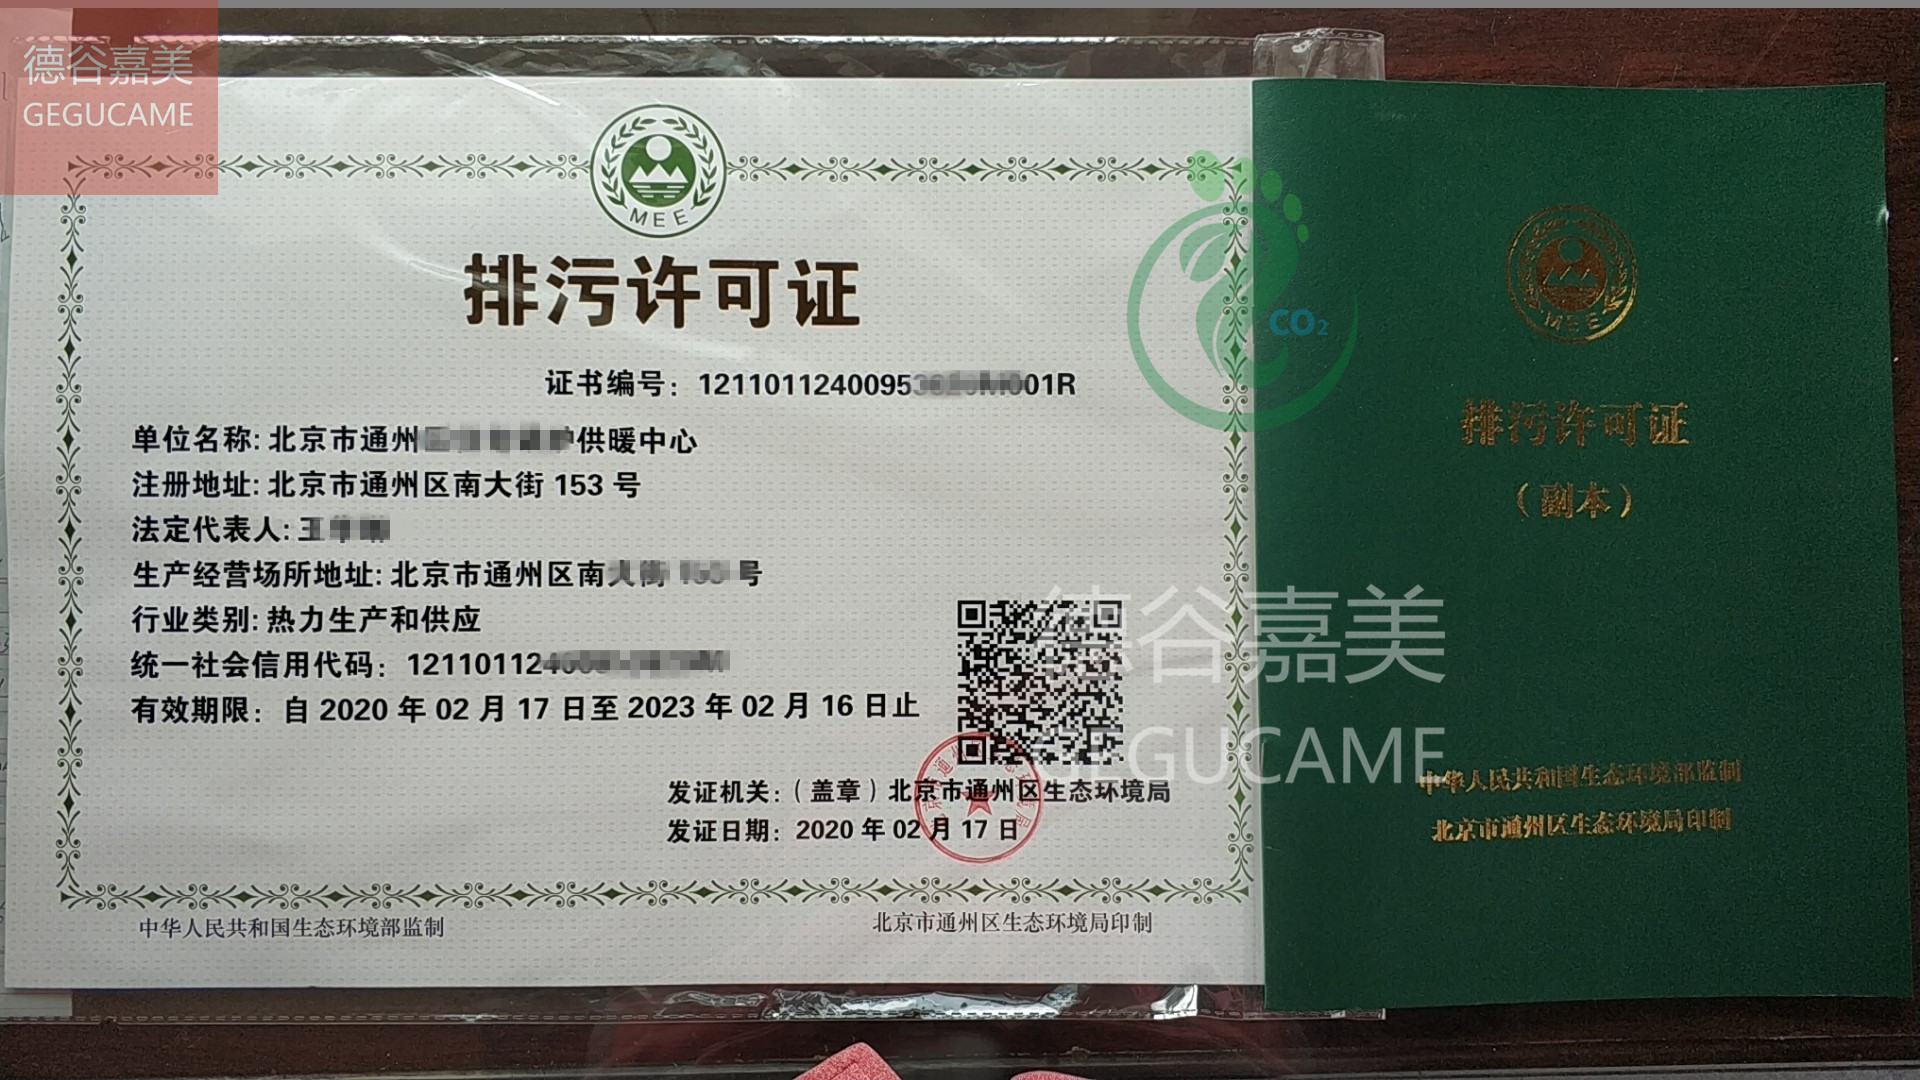 德谷嘉美
GEGUCAME
MEE
排污许可证
证书编号：121101124009553001R
单位名称: 北京市通州供暖中心
注册地址: 北京市通州区南大街 153 号
法定代表人: 王
生产经营场所地址: 北京市通州区南号
行业类别: 热力生产和供应
统一社会信用代码：121101124
有效期限：自 2020 年 02 月 17 日至 2023 年 02 月 16 日止
发证机关：（盖章）北京市通州区生态环境局
发证日期：2020 年 02 月 17 日
中华人民共和国生态环境部监制
北京市通州区生态环境局印制
CO2
MEE
排污许可证
（副本）
德谷嘉美
GEGUCAME
中华人民共和国生态环境部监制
北京市通州区生态环境局印制